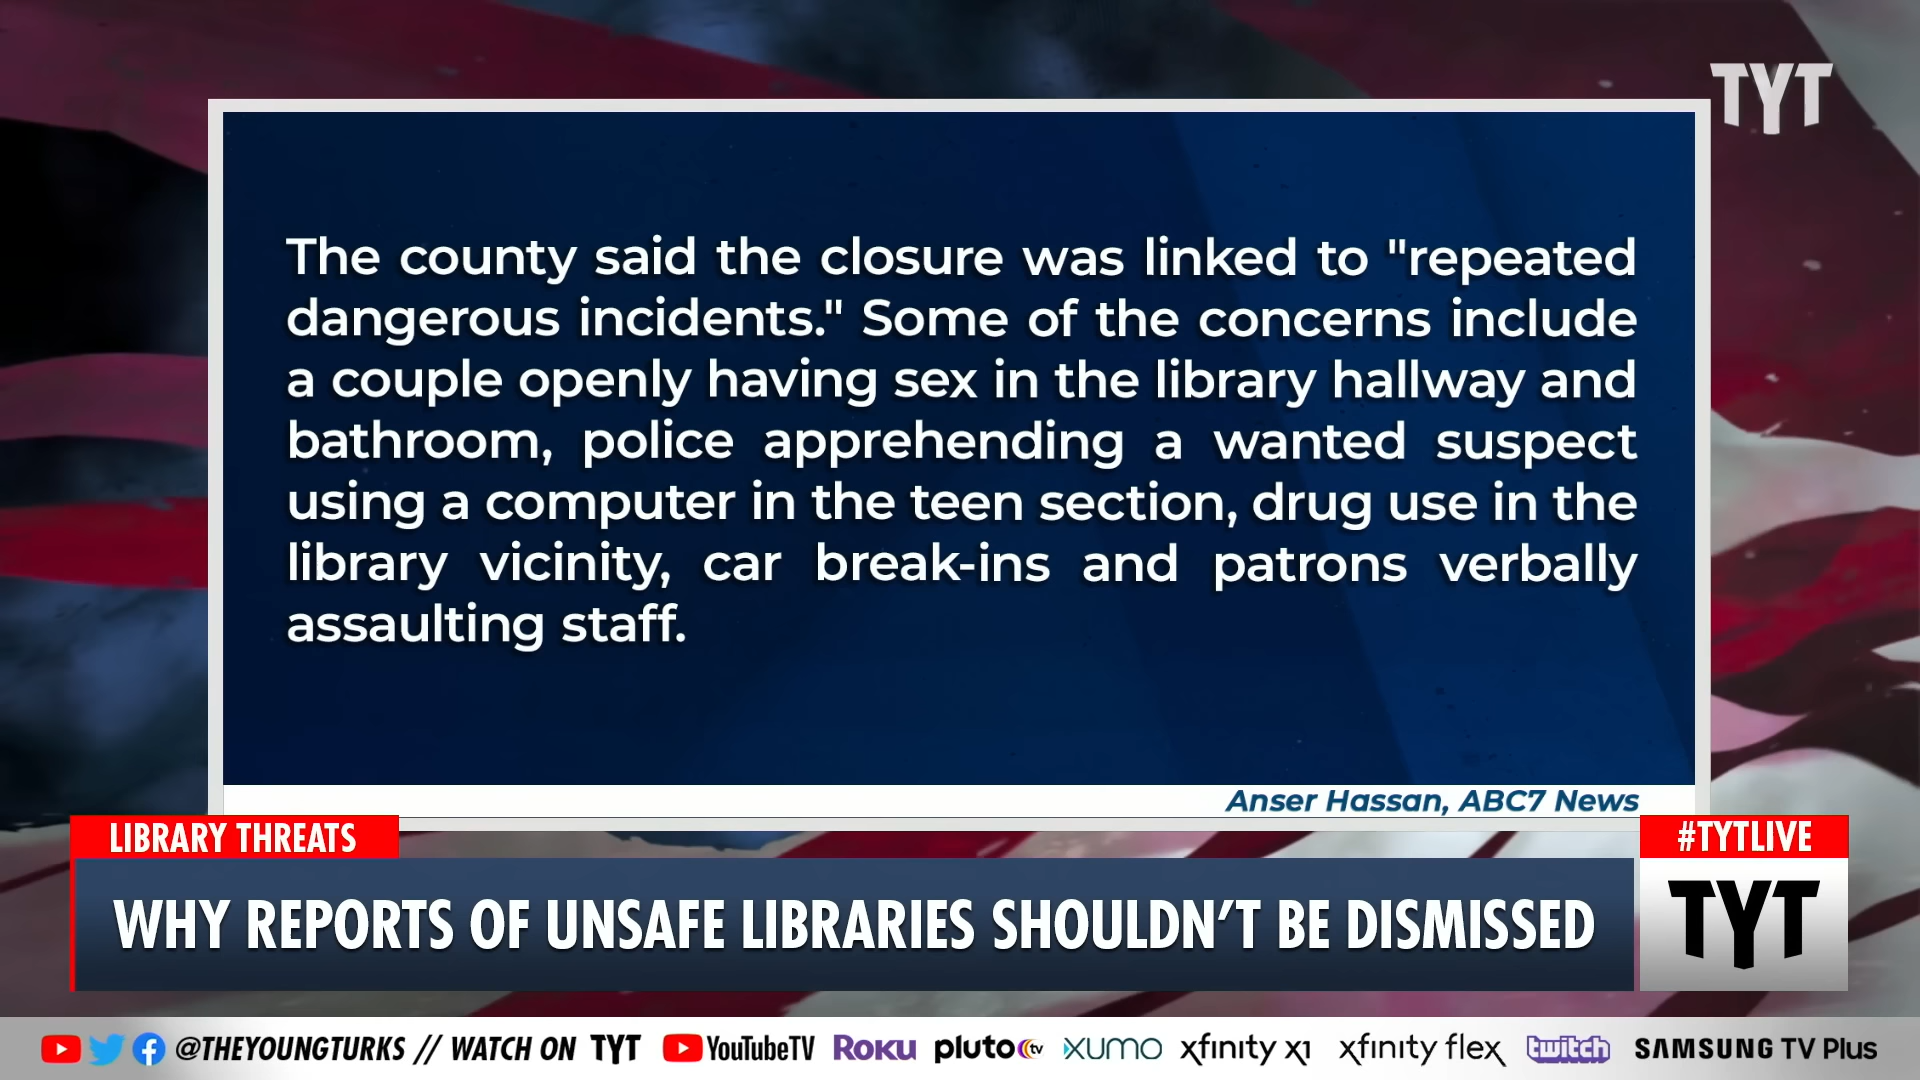 TYT
The county said the closure was linked to "repeated
dangerous incidents." Some of the concerns include
a couple openly having sex in the library hallway and
bathroom, police apprehending a wanted suspect
using a computer in the teen section, drug use in the
library vicinity, car break-ins and patrons verbally
assaulting staff.
Anser Hassan, ABC7 News
LIBRARY THREATS
#TYTLIVE
WHY REPORTS OF UNSAFE LIBRARIES SHOULDN'T BE DISMISSED
TYT
@THEYOUNGTURKS // WATCH ON TYT YouTubeTV ROKU pluto tv XUMO xfinity x1 xfinity flex twitch SAMSUNG TV Plus